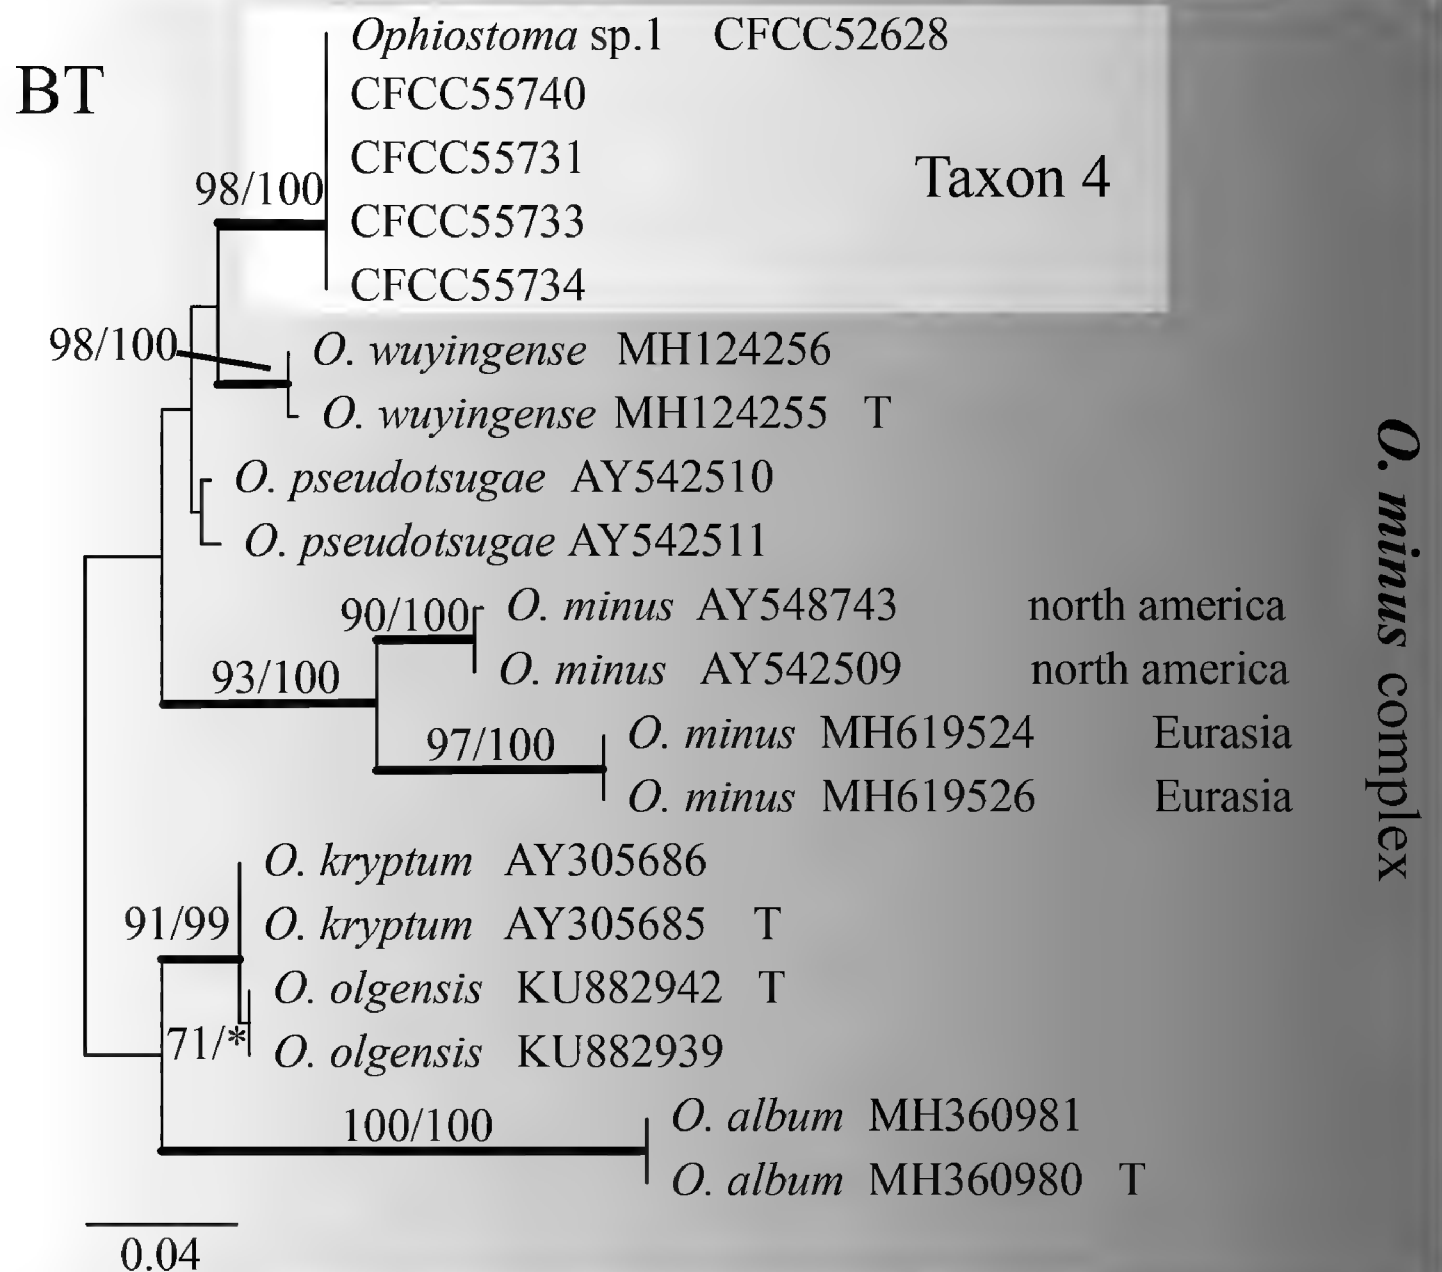 Ophiostoma sp.1 CFCC52628
BT
CFCC55740
CFCC55731
98/100
Taxon 4
CFCC55733
CFCC55734
98/100
O. wuyingense MH124256
O. wuyingense MH124255 T
O. pseudotsugae AY542510
O. pseudotsugae AY542511
90/100
O. minus AY548743 north america
93/100
O. minus AY542509 north america
97/100
O. minus MH619524 Eurasia
O. minus MH619526 Eurasia
O. minus complex
O. kryptum AY305686
91/99
O. kryptum AY305685 T
O. olgensis KU882942 T
71/*
O. olgensis KU882939
100/100
O. album MH360981
O. album MH360980 T
0.04